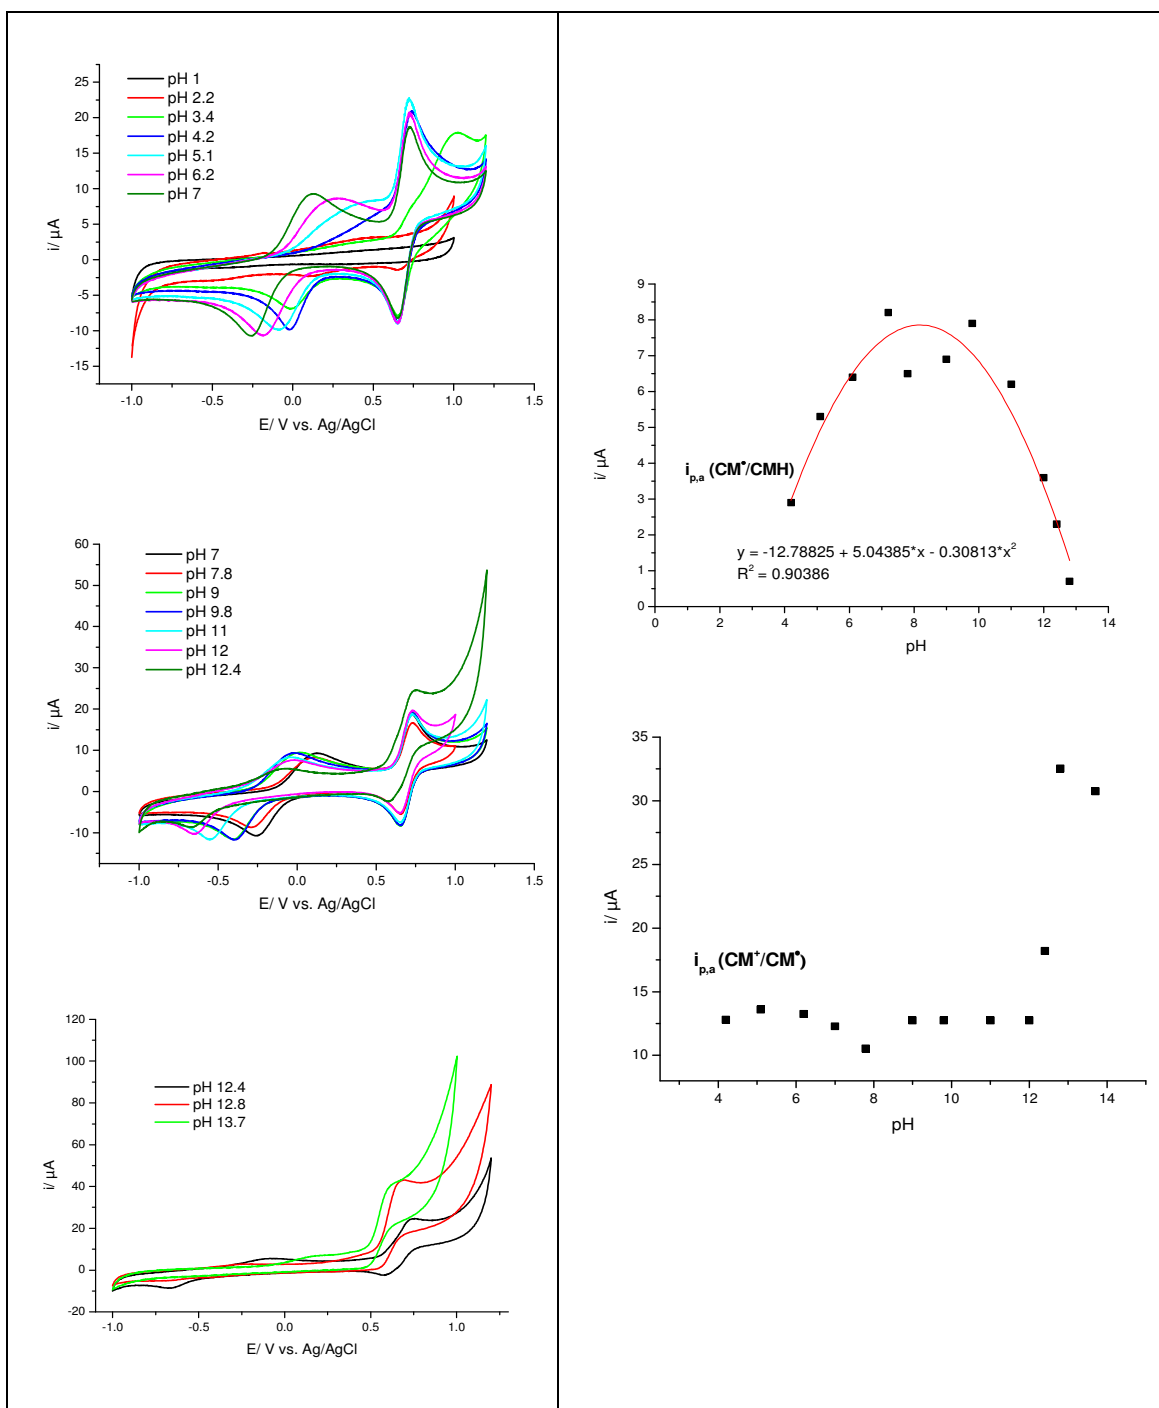 25
20
15
10
5
0
-5
-10
-15
i/ µA
pH 1
pH 2.2
pH 3.4
pH 4.2
pH 5.1
pH 6.2
pH 7
-1.0 -0.5 0.0 0.5 1.0 1.5
E/ V vs. Ag/AgCl
60
50
40
30
20
10
0
-10
i/ µA
pH 7
pH 7.8
pH 9
pH 9.8
pH 11
pH 12
pH 12.4
-1.0 -0.5 0.0 0.5 1.0 1.5
E/ V vs. Ag/AgCl
120
100
80
60
40
20
0
-20
i/ µA
pH 12.4
pH 12.8
pH 13.7
-1.0 -0.5 0.0 0.5 1.0
E/ V vs. Ag/AgCl
9
8
7
6
5
4
3
2
1
0
i/ µA
i_{p,a} (CM•/CMH)
y = -12.78825 + 5.04385*x - 0.30813*x²
R² = 0.90386
0 2 4 6 8 10 12 14
pH
35
30
25
20
15
10
i/ µA
i_{p,a} (CM⁺/CM•)
4 6 8 10 12 14
pH